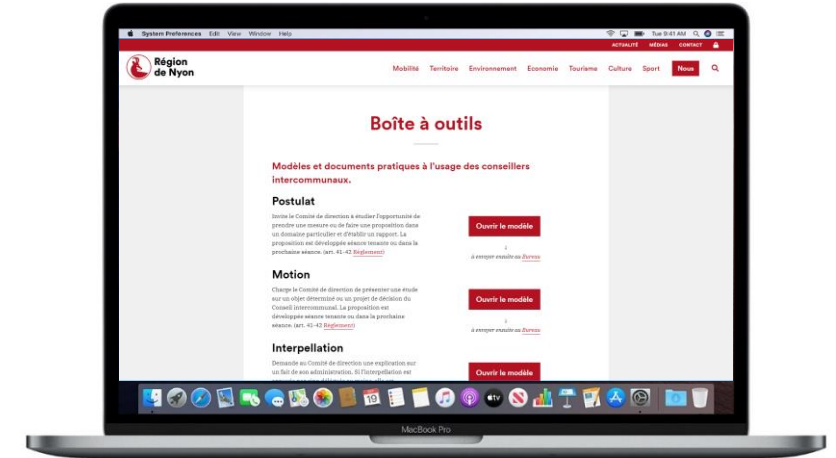 System Preferences Edit View Window Help Tue 9:41 AM
ACTUALITÉ MÉDIAS CONTACT
Région
de Nyon
Mobilité Territoire Environnement Economie Tourisme Culture Sport Nous
Boîte à outils
Modèles et documents pratiques à l'usage des conseillers
intercommunaux.
Postulat
Invite le Comité de direction à étudier l'opportunité de
prendre une mesure ou de faire une proposition dans
un domaine particulier et d'établir un rapport. La
proposition est développée séance tenante ou dans la
prochaine séance. (art. 41-43 Règlement)
Ouvrir le modèle
↓
à envoyer ensuite au Bureau
Motion
Charge le Comité de direction de présenter une étude
sur un objet déterminé ou un projet de décision du
Conseil intercommunal. La proposition est
développée séance tenante ou dans la prochaine
séance. (art. 41-43 Règlement)
Ouvrir le modèle
↓
à envoyer ensuite au Bureau
Interpellation
Demande au Comité de direction une explication sur
un fait de son administration. Si l'interpellation est
Ouvrir le modèle
19
tv
MacBook Pro